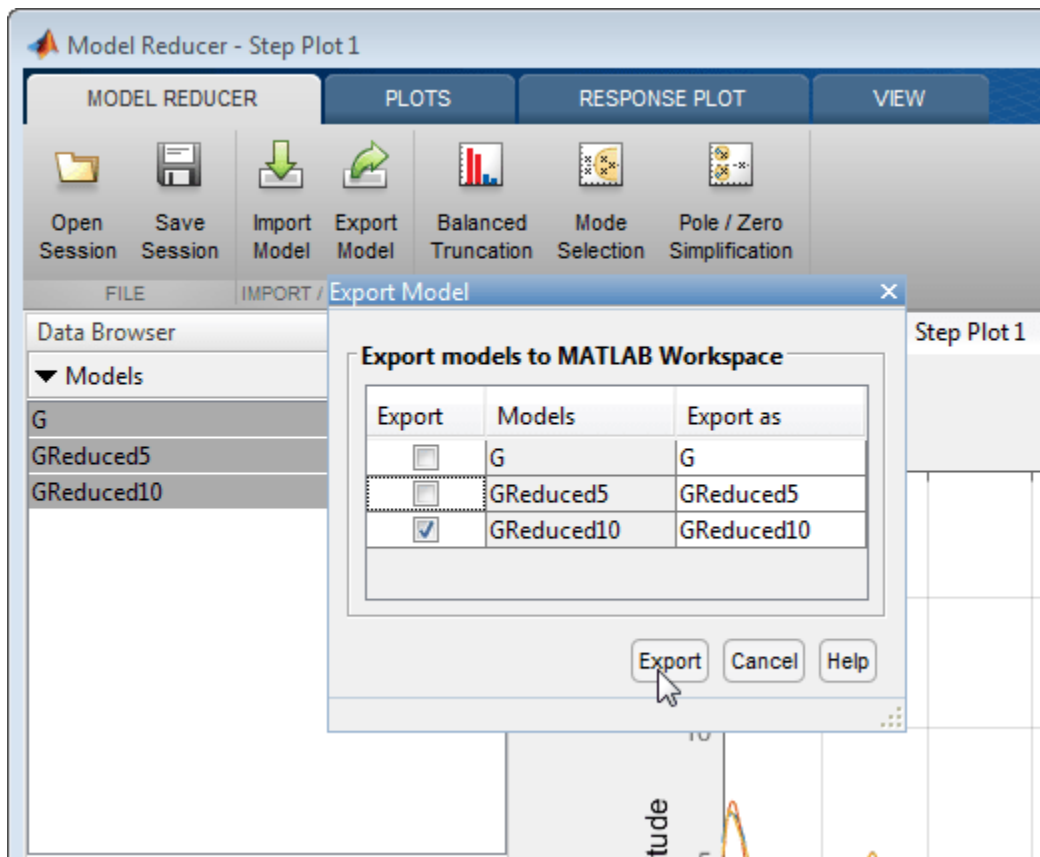 Model Reducer - Step Plot 1
MODEL REDUCER PLOTS RESPONSE PLOT VIEW
Open Session Save Session Import Model Export Model Balanced Truncation Mode Selection Pole / Zero Simplification
FILE IMPORT / Export Model
Data Browser Step Plot 1
Export models to MATLAB Workspace
Models
Export Models Export as
G
GReduced5
GReduced10
G G
GReduced5 GReduced5
GReduced10 GReduced10
Export Cancel Help
10
tude